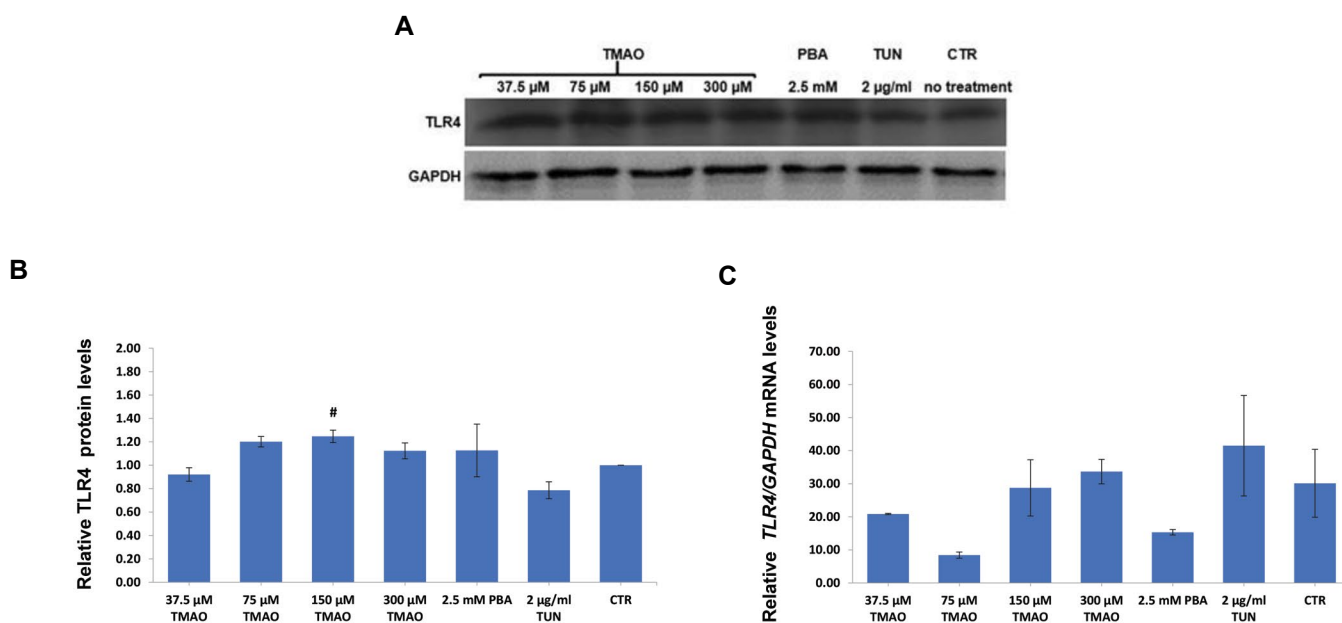 A
TMAO PBA TUN CTR
37.5 µM 75 µM 150 µM 300 µM 2.5 mM 2 µg/ml no treatment
TLR4
GAPDH
B
Relative TLR4 protein levels
2.00
1.80
1.60
1.40
1.20
1.00
0.80
0.60
0.40
0.20
0.00
#
37.5 µM TMAO
75 µM TMAO
150 µM TMAO
300 µM TMAO
2.5 mM PBA
2 µg/ml TUN
CTR
C
Relative TLR4/GAPDH mRNA levels
70.00
60.00
50.00
40.00
30.00
20.00
10.00
0.00
37.5 µM TMAO
75 µM TMAO
150 µM TMAO
300 µM TMAO
2.5 mM PBA
2 µg/ml TUN
CTR